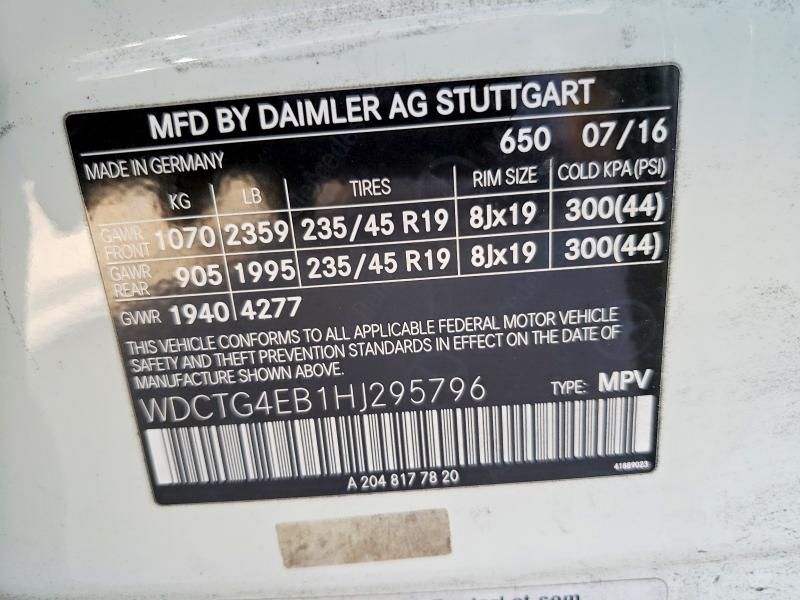 MFD BY DAIMLER AG STUTTGART
650 07/16
MADE IN GERMANY
KG LB TIRES RIM SIZE COLD KPA (PSI)
GAWR FRONT 1070 2359 235/45 R19 8Jx19 300(44)
GAWR REAR 905 1995 235/45 R19 8Jx19 300(44)
GVWR 1940 4277
THIS VEHICLE CONFORMS TO ALL APPLICABLE FEDERAL MOTOR VEHICLE
SAFETY AND THEFT PREVENTION STANDARDS IN EFFECT ON THE DATE OF
MANUFACTURE SHOWN ABOVE.
WDCTG4EB1HJ295796 TYPE: MPV
41889023
A 204 817 78 20